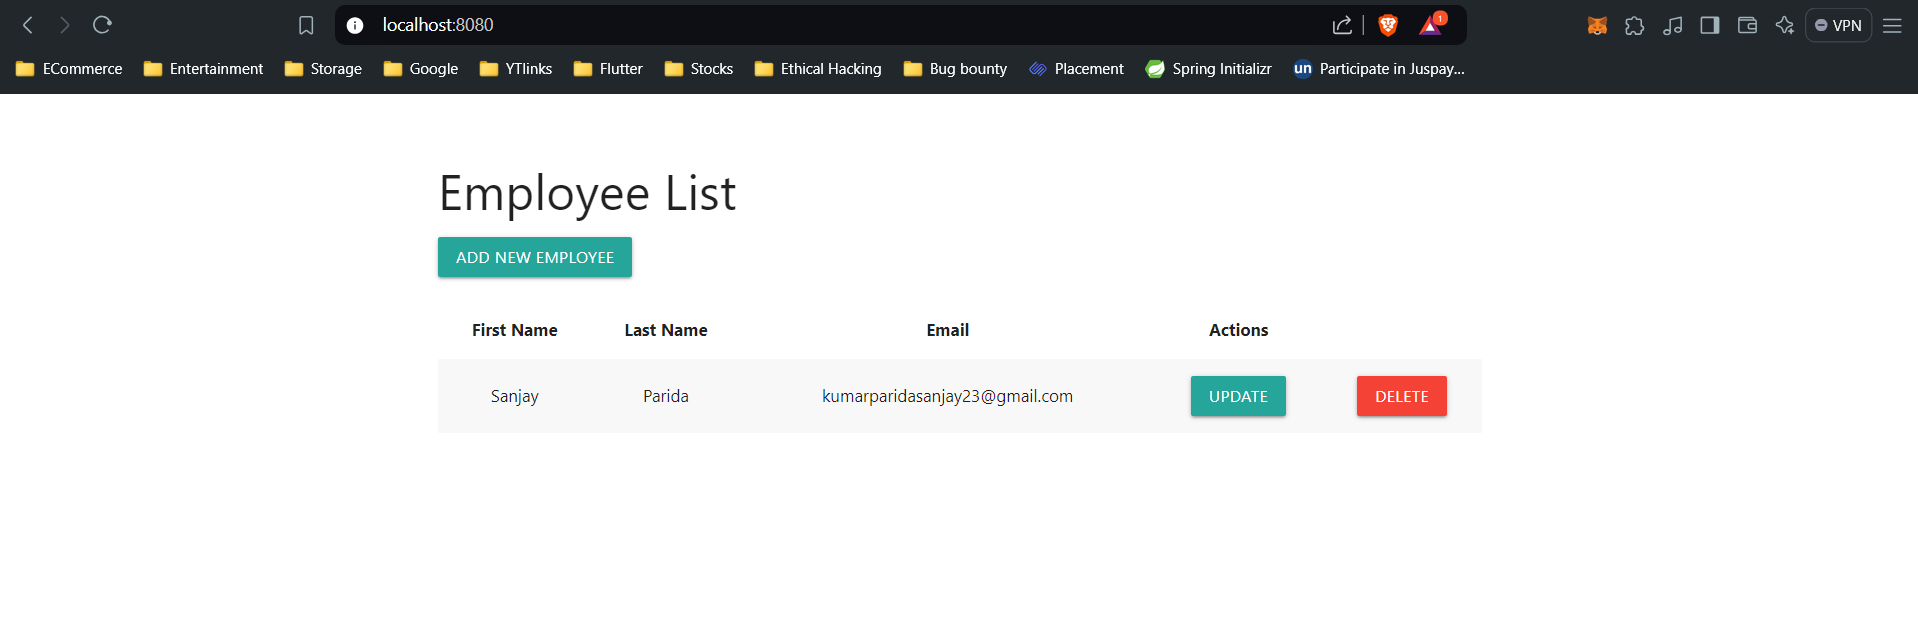 localhost:8080
1
VPN
ECommerce Entertainment Storage Google YTlinks Flutter Stocks Ethical Hacking Bug bounty Placement Spring Initializr un Participate in Juspay...
Employee List
ADD NEW EMPLOYEE
First Name Last Name Email Actions
Sanjay Parida kumarparidasanjay23@gmail.com UPDATE DELETE